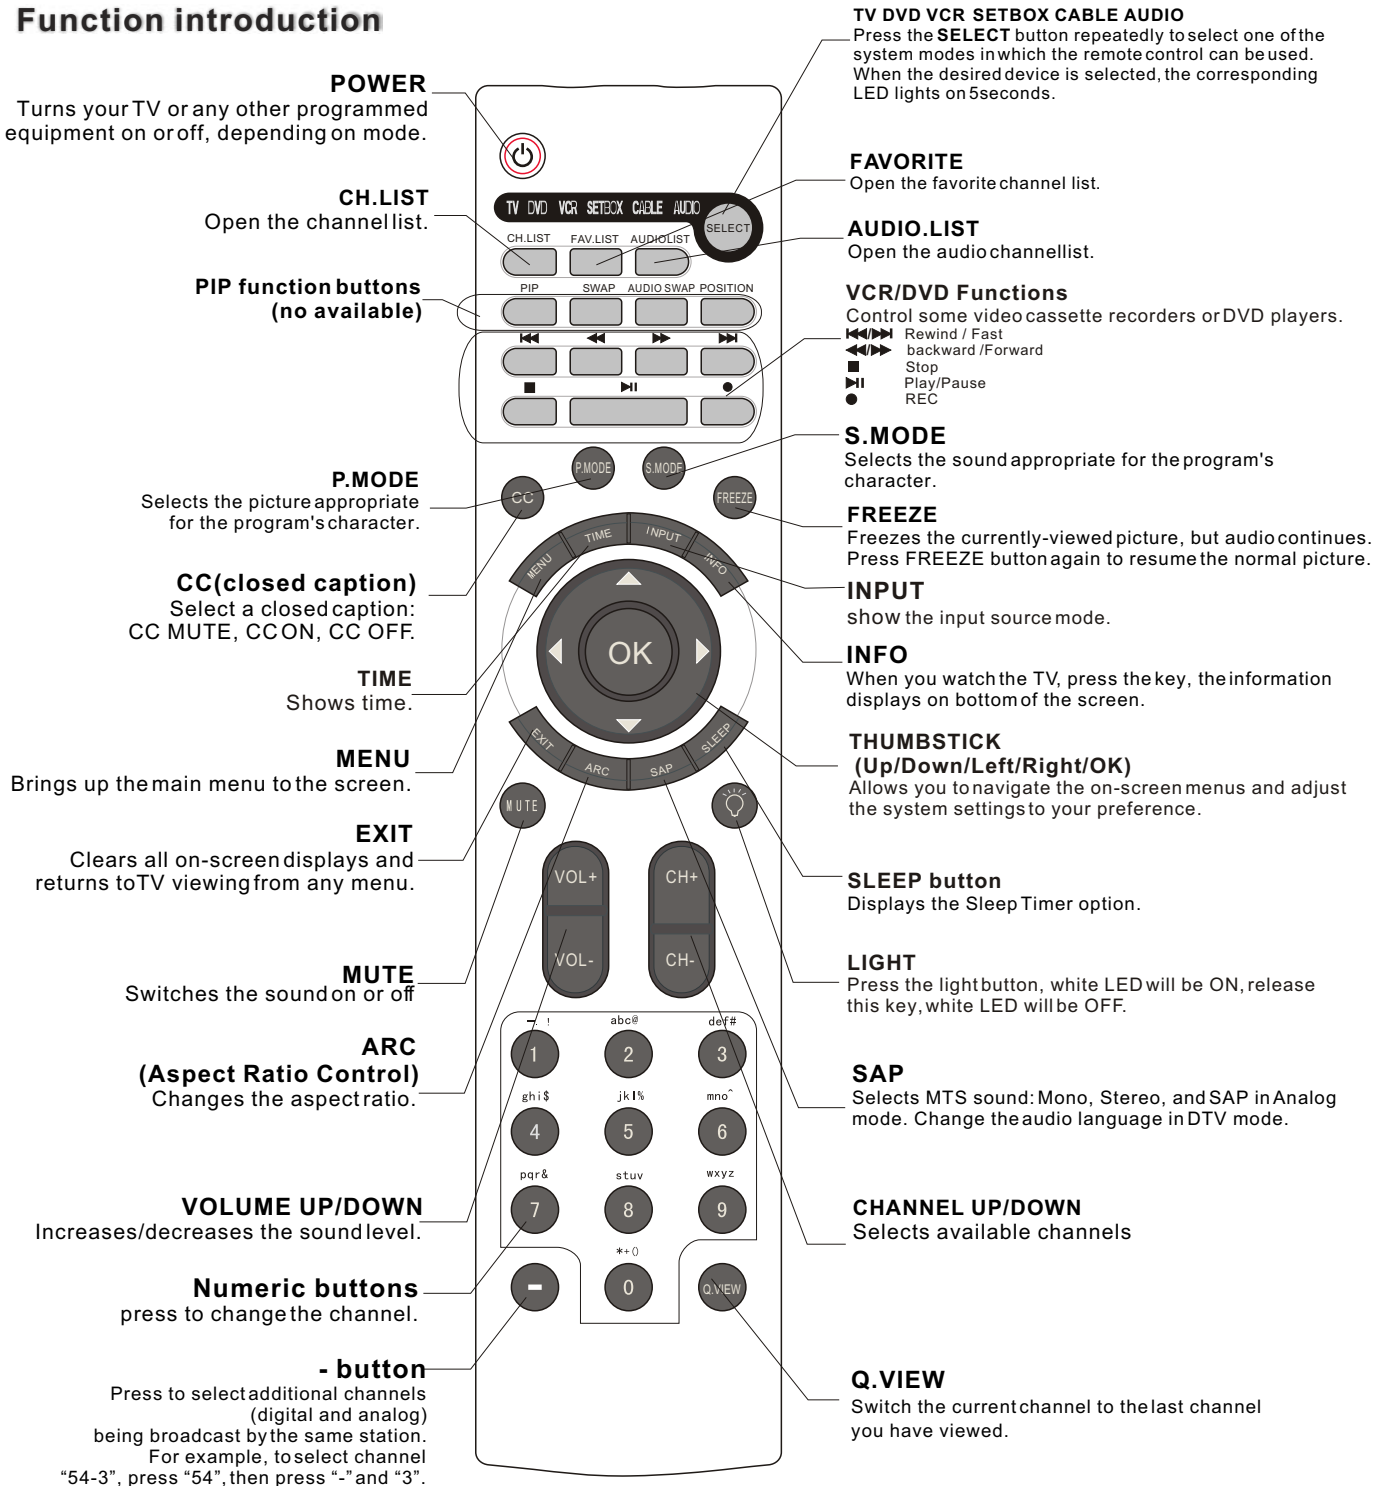 Function introduction
POWER
Turns your TV or any other programmed
equipment on or off, depending on mode.
CH.LIST
Open the channel list.
PIP function buttons
(no available)
P.MODE
Selects the picture appropriate
for the program's character.
CC(closed caption)
Select a closed caption:
CC MUTE, CC ON, CC OFF.
TIME
Shows time.
MENU
Brings up the main menu to the screen.
EXIT
Clears all on-screen displays and
returns to TV viewing from any menu.
MUTE
Switches the sound on or off
ARC
(Aspect Ratio Control)
Changes the aspect ratio.
VOLUME UP/DOWN
Increases/decreases the sound level.
Numeric buttons
press to change the channel.
- button
Press to select additional channels
(digital and analog)
being broadcast by the same station.
For example, to select channel
“54-3”, press “54”, then press “-” and “3”.
TV DVD VCR SETBOX CABLE AUDIO
SELECT
CH.LIST FAV.LIST AUDIOLIST
PIP SWAP AUDIO SWAP POSITION
P.MODE S.MODE
CC FREEZE
MENU TIME INPUT INFO
OK
EXIT ARC SAP SLEEP
MUTE
VOL+ CH+
VOL- CH-
-. ! abc@ def#
1 2 3
ghi$ jkl% mno^
4 5 6
pqr& stuv wxyz
7 8 9
*+()
- 0 Q.VIEW
TV DVD VCR SETBOX CABLE AUDIO
Press the SELECT button repeatedly to select one of the
system modes in which the remote control can be used.
When the desired device is selected, the corresponding
LED lights on 5seconds.
FAVORITE
Open the favorite channel list.
AUDIO.LIST
Open the audio channellist.
VCR/DVD Functions
Control some video cassette recorders or DVD players.
⏮/⏭ Rewind / Fast
◀◀/▶▶ backward /Forward
■ Stop
▶II Play/Pause
● REC
S.MODE
Selects the sound appropriate for the program's
character.
FREEZE
Freezes the currently-viewed picture, but audio continues.
Press FREEZE button again to resume the normal picture.
INPUT
show the input source mode.
INFO
When you watch the TV, press the key, the information
displays on bottom of the screen.
THUMBSTICK
(Up/Down/Left/Right/OK)
Allows you to navigate the on-screen menus and adjust
the system settings to your preference.
SLEEP button
Displays the Sleep Timer option.
LIGHT
Press the light button, white LED will be ON, release
this key, white LED will be OFF.
SAP
Selects MTS sound: Mono, Stereo, and SAP in Analog
mode. Change the audio language in DTV mode.
CHANNEL UP/DOWN
Selects available channels
Q.VIEW
Switch the current channel to the last channel
you have viewed.